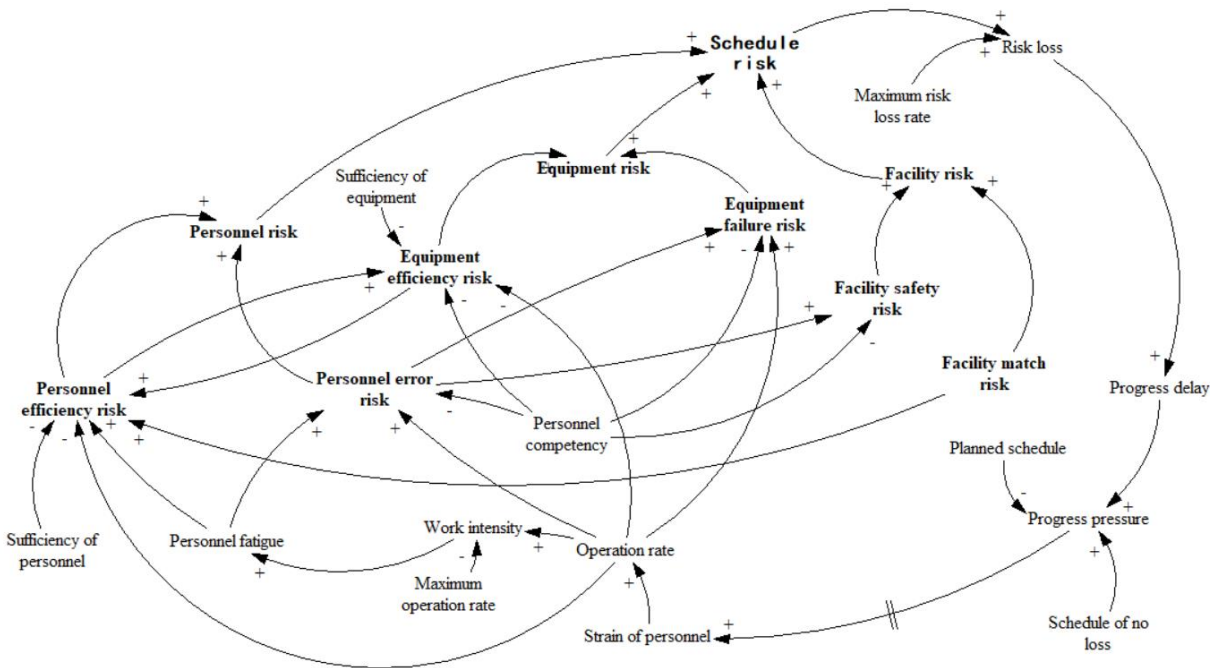 Schedule
risk
Risk loss
Maximum risk
loss rate
Equipment risk
Sufficiency of
equipment
Facility risk
Personnel risk
Equipment
failure risk
Equipment
efficiency risk
Facility safety
risk
Personnel
efficiency risk
Personnel error
risk
Facility match
risk
Progress delay
Personnel
competency
Planned schedule
Sufficiency of
personnel
Personnel fatigue
Work intensity
Operation rate
Progress pressure
Maximum
operation rate
Strain of personnel
Schedule of no
loss